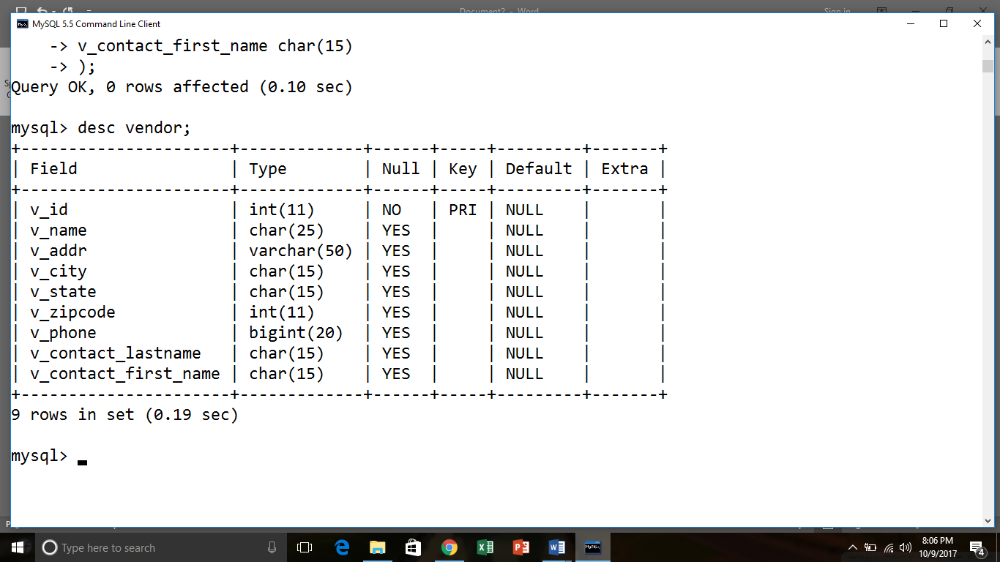 Document2 - Word
Sign in
MySQL 5.5 Command Line Client
    -> v_contact_first_name char(15)
    -> );
Query OK, 0 rows affected (0.10 sec)
mysql> desc vendor;
+----------------------+-------------+------+-----+---------+-------+
| Field                | Type        | Null | Key | Default | Extra |
+----------------------+-------------+------+-----+---------+-------+
| v_id                 | int(11)     | NO   | PRI | NULL    |       |
| v_name               | char(25)    | YES  |     | NULL    |       |
| v_addr               | varchar(50) | YES  |     | NULL    |       |
| v_city               | char(15)    | YES  |     | NULL    |       |
| v_state              | char(15)    | YES  |     | NULL    |       |
| v_zipcode            | int(11)     | YES  |     | NULL    |       |
| v_phone              | bigint(20)  | YES  |     | NULL    |       |
| v_contact_lastname   | char(15)    | YES  |     | NULL    |       |
| v_contact_first_name | char(15)    | YES  |     | NULL    |       |
+----------------------+-------------+------+-----+---------+-------+
9 rows in set (0.19 sec)
mysql>
Type here to search
8:06 PM
10/9/2017
4